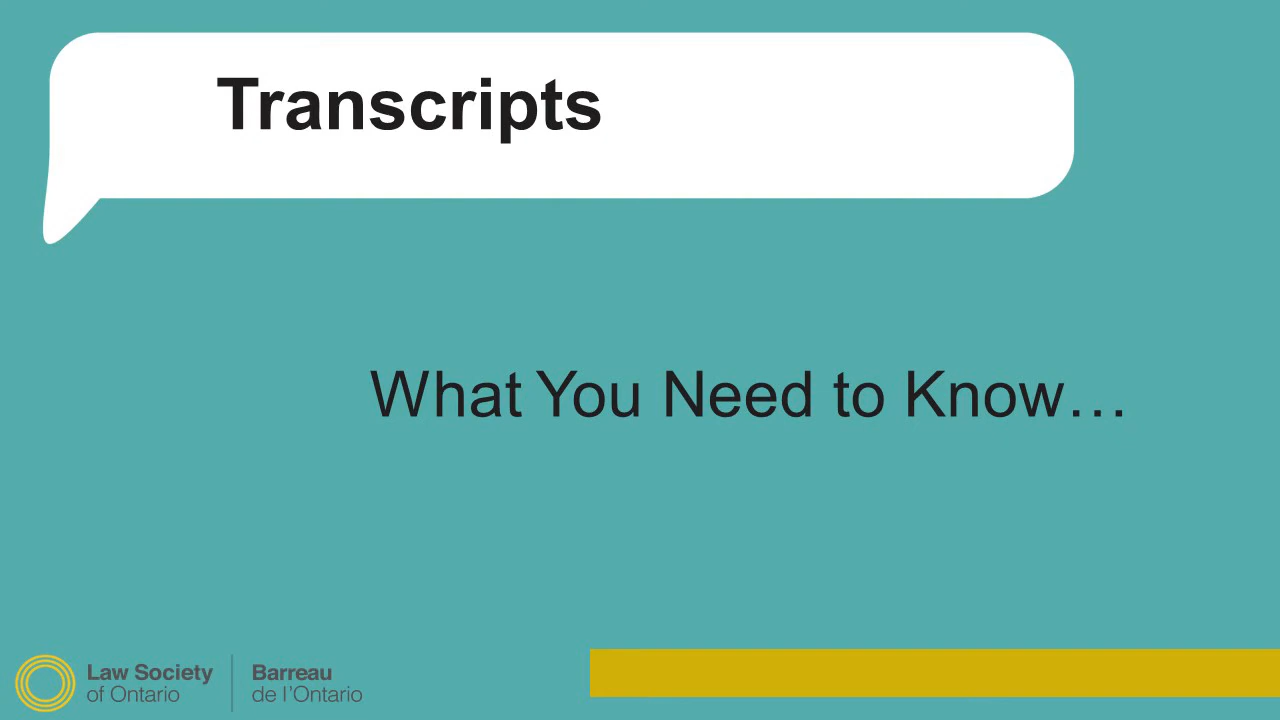 Transcripts
What You Need to Know…
Law Society
of Ontario
Barreau
de l'Ontario